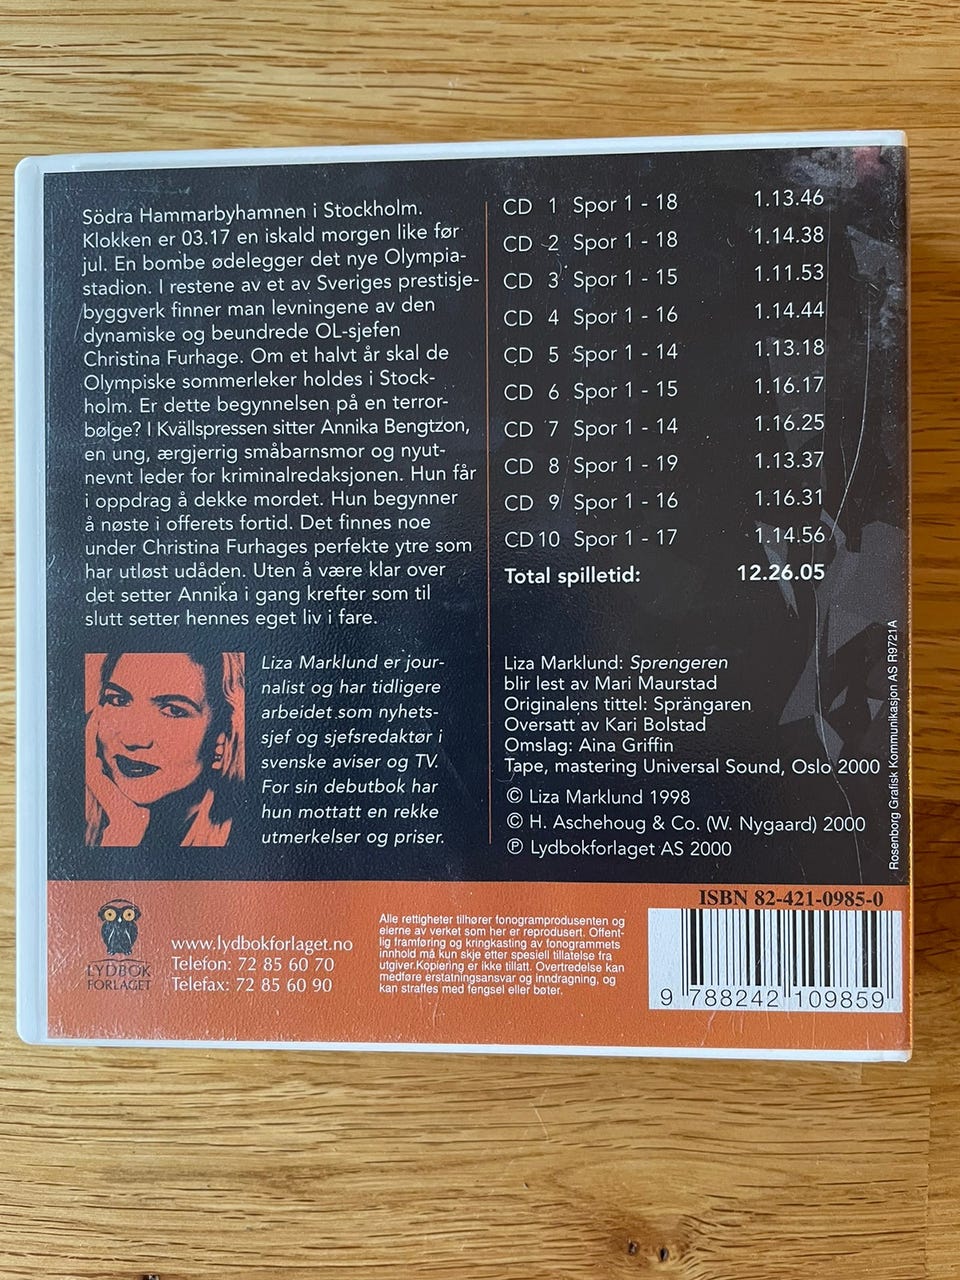 Södra Hammarbyhamnen i Stockholm.
Klokken er 03.17 en iskald morgen like før
jul. En bombe ødelegger det nye Olympia-
stadion. I restene av et av Sveriges prestisje-
byggverk finner man levningene av den
dynamiske og beundrede OL-sjefen
Christina Furhage. Om et halvt år skal de
Olympiske sommerleker holdes i Stock-
holm. Er dette begynnelsen på en terror-
bølge? I Kvällspressen sitter Annika Bengtzon,
en ung, ærgjerrig småbarnsmor og nyut-
nevnt leder for kriminalredaksjonen. Hun får
i oppdrag å dekke mordet. Hun begynner
å nøste i offerets fortid. Det finnes noe
under Christina Furhages perfekte ytre som
har utløst udåden. Uten å være klar over
det setter Annika i gang krefter som til
slutt setter hennes eget liv i fare.
Liza Marklund er jour-
nalist og har tidligere
arbeidet som nyhets-
sjef og sjefsredaktør i
svenske aviser og TV.
For sin debutbok har
hun mottatt en rekke
utmerkelser og priser.
CD 1 Spor 1 - 18 1.13.46
CD 2 Spor 1 - 18 1.14.38
CD 3 Spor 1 - 15 1.11.53
CD 4 Spor 1 - 16 1.14.44
CD 5 Spor 1 - 14 1.13.18
CD 6 Spor 1 - 15 1.16.17
CD 7 Spor 1 - 14 1.16.25
CD 8 Spor 1 - 19 1.13.37
CD 9 Spor 1 - 16 1.16.31
CD 10 Spor 1 - 17 1.14.56
Total spilletid: 12.26.05
Liza Marklund: Sprengeren
blir lest av Mari Maurstad
Originalens tittel: Sprängaren
Oversatt av Kari Bolstad
Omslag: Aina Griffin
Tape, mastering Universal Sound, Oslo 2000
© Liza Marklund 1998
© H. Aschehoug & Co. (W. Nygaard) 2000
℗ Lydbokforlaget AS 2000
Rosenborg Grafisk Kommunikasjon AS R9721A
LYDBOK
FORLAGET
www.lydbokforlaget.no
Telefon: 72 85 60 70
Telefax: 72 85 60 90
Alle rettigheter tilhører fonogramprodusenten og
eierne av verket som her er reprodusert. Offent-
lig framføring og kringkasting av fonogrammets
innhold må kun skje etter spesiell tillatelse fra
utgiver.Kopiering er ikke tillatt. Overtredelse kan
medføre erstatningsansvar og inndragning, og
kan straffes med fengsel eller bøter.
ISBN 82-421-0985-0
9 788242 109859